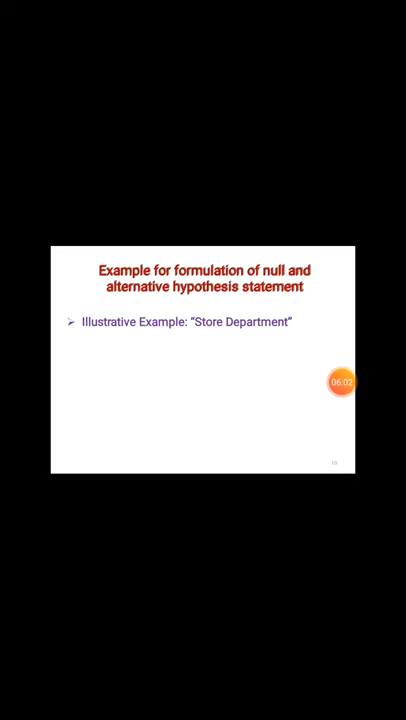 Example for formulation of null and
alternative hypothesis statement
➢ Illustrative Example: “Store Department”
06:02